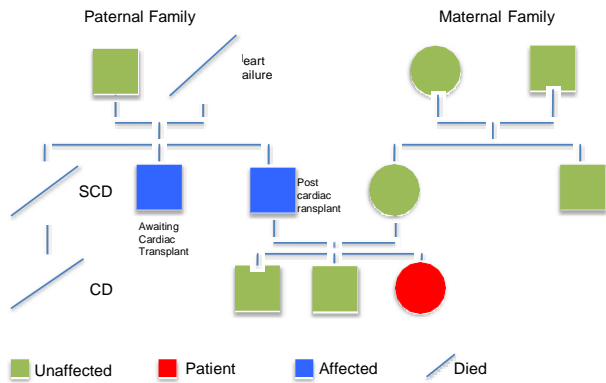 Paternal Family
Maternal Family
eart
ailure
SCD
Post
cardiac
ransplant
Awaiting
Cardiac
Transplant
CD
Unaffected
Patient
Affected
Died